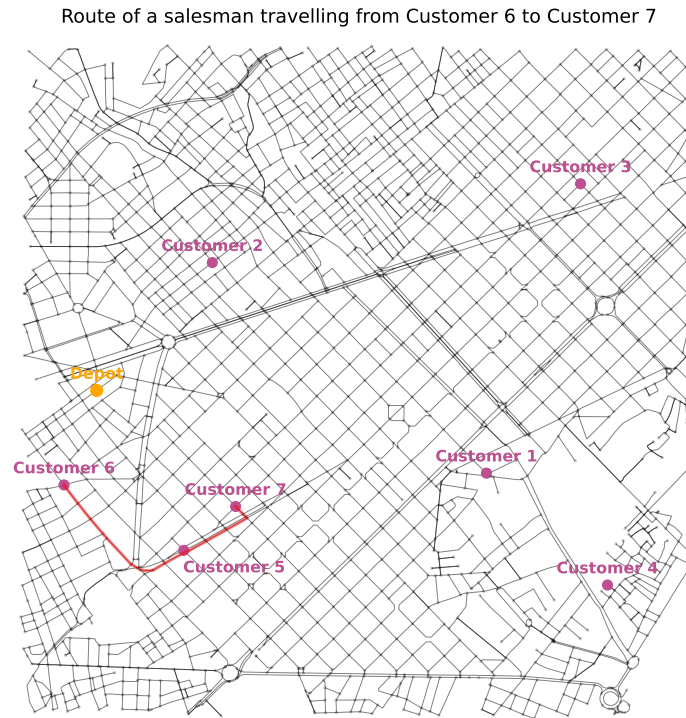 Route of a salesman travelling from Customer 6 to Customer 7
Customer 3
Customer 2
Depot
Customer 1
Customer 6
Customer 7
Customer 5
Customer 4